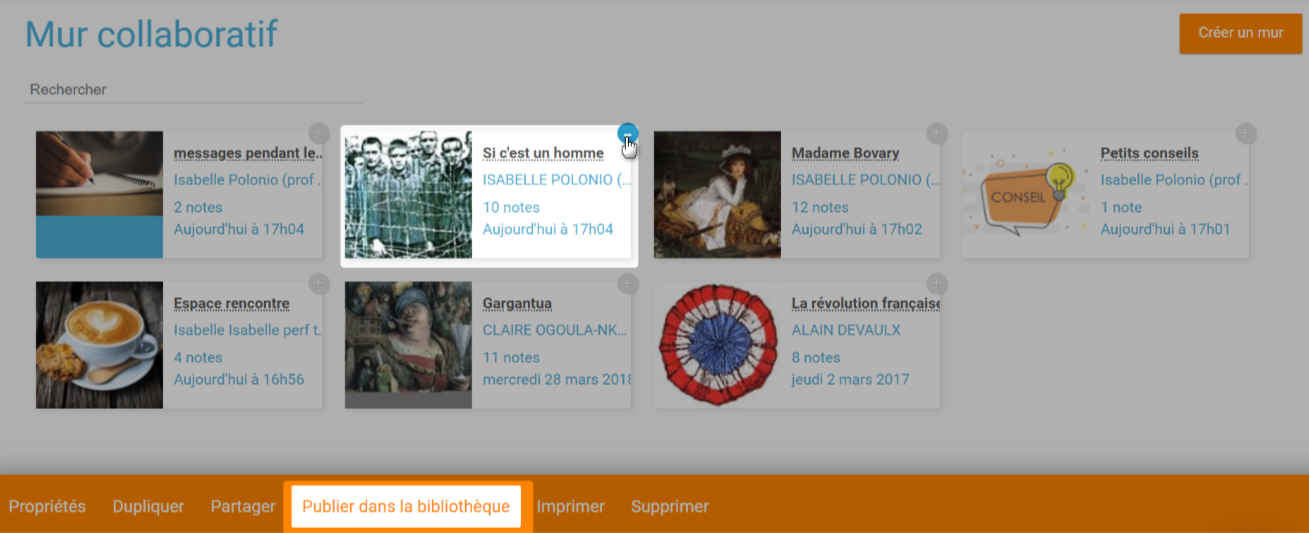 Mur collaboratif
Créer un mur
Rechercher
messages pendant le..
Isabelle Polonio (prof .
2 notes
Aujourd'hui à 17h04
Si c'est un homme
ISABELLE POLONIO (...
10 notes
Aujourd'hui à 17h04
Madame Bovary
ISABELLE POLONIO (...
12 notes
Aujourd'hui à 17h02
CONSEIL
Petits conseils
Isabelle Polonio (prof .
1 note
Aujourd'hui à 17h01
Espace rencontre
Isabelle Isabelle perf t.
4 notes
Aujourd'hui à 16h56
Gargantua
CLAIRE OGOULA-NK...
11 notes
mercredi 28 mars 2018
La révolution française
ALAIN DEVAULX
8 notes
jeudi 2 mars 2017
Propriétés Dupliquer Partager Publier dans la bibliothèque Imprimer Supprimer